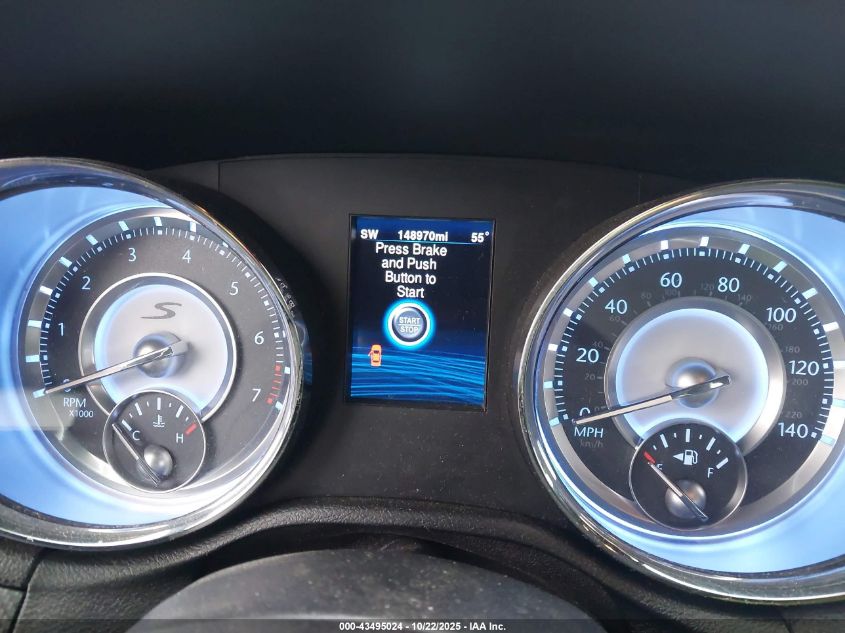 SW 148970mi 55°
Press Brake
and Push
Button to
Start
START
STOP
1
2
3
4
5
6
7
S
RPM
X1000
C H
0
20
40
60
80
100
120
140
MPH
km/h
E F
000-43495024 - 10/22/2025 - IAA Inc.